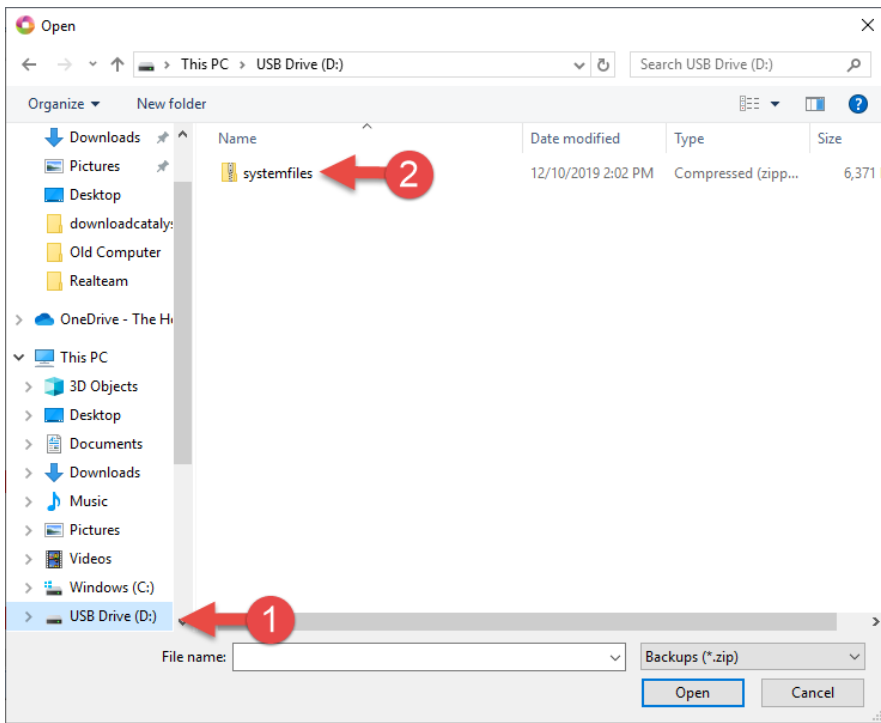 Open
This PC > USB Drive (D:)
Search USB Drive (D:)
Organize
New folder
Name
Date modified
Type
Size
systemfiles
2
12/10/2019 2:02 PM
Compressed (zipp...
6,371
Downloads
Pictures
Desktop
downloadcatalys
Old Computer
Realteam
OneDrive - The He
This PC
3D Objects
Desktop
Documents
Downloads
Music
Pictures
Videos
Windows (C:)
USB Drive (D:)
1
File name:
Backups (*.zip)
Open
Cancel